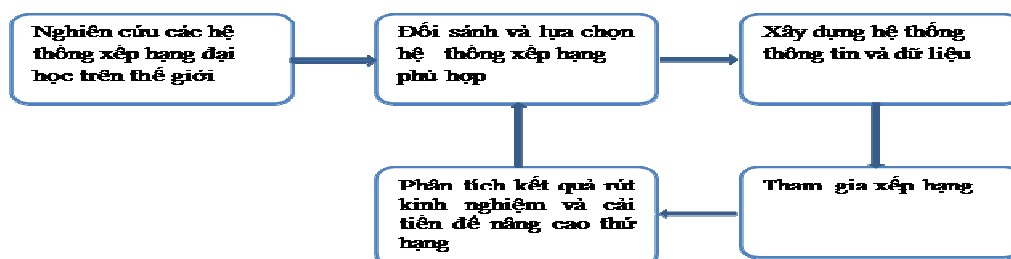 Nghiên cứu các hệ
thống xếp hạng đại
học trên thế giới
Đối sánh và lựa chọn
hệ thống xếp hạng
phù hợp
Xây dựng hệ thống
thông tin và dữ liệu
Phân tích kết quả rút
kinh nghiệm và cải
tiến để nâng cao thứ
hạng
Tham gia xếp hạng